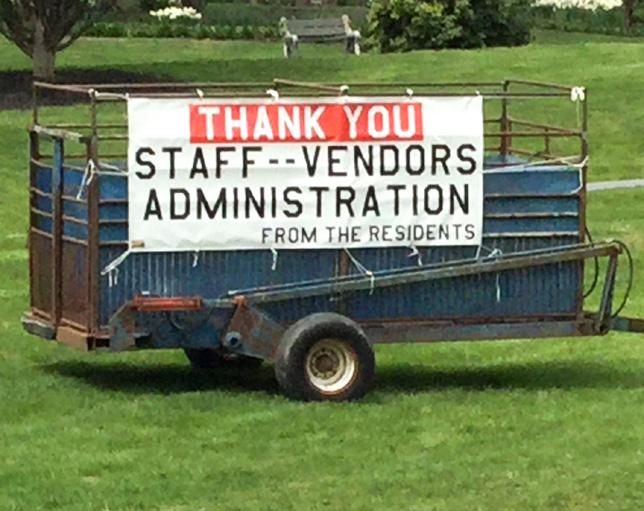 THANK YOU
STAFF--VENDORS
ADMINISTRATION
FROM THE RESIDENTS